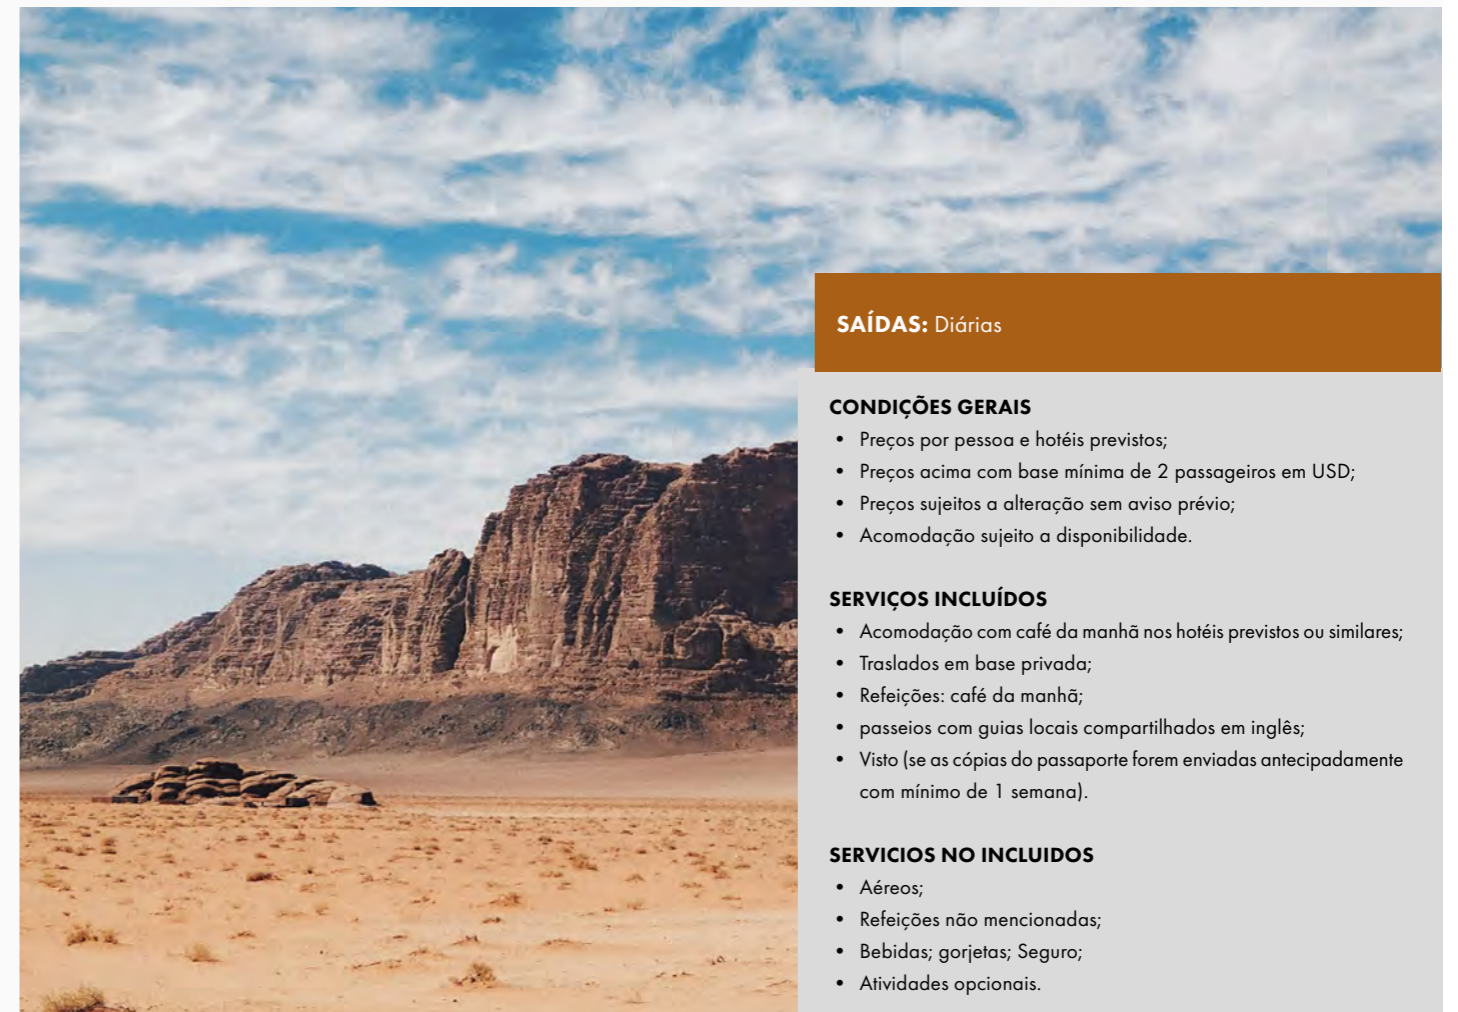 SAÍDAS: Diárias
CONDIÇÕES GERAIS
• Preços por pessoa e hotéis previstos;
• Preços acima com base mínima de 2 passageiros em USD;
• Preços sujeitos a alteração sem aviso prévio;
• Acomodação sujeito a disponibilidade.
SERVIÇOS INCLUÍDOS
• Acomodação com café da manhã nos hotéis previstos ou similares;
• Traslados em base privada;
• Refeições: café da manhã;
• passeios com guias locais compartilhados em inglês;
• Visto (se as cópias do passaporte forem enviadas antecipadamente
com mínimo de 1 semana).
SERVICIOS NO INCLUIDOS
• Aéreos;
• Refeições não mencionadas;
• Bebidas; gorjetas; Seguro;
• Atividades opcionais.